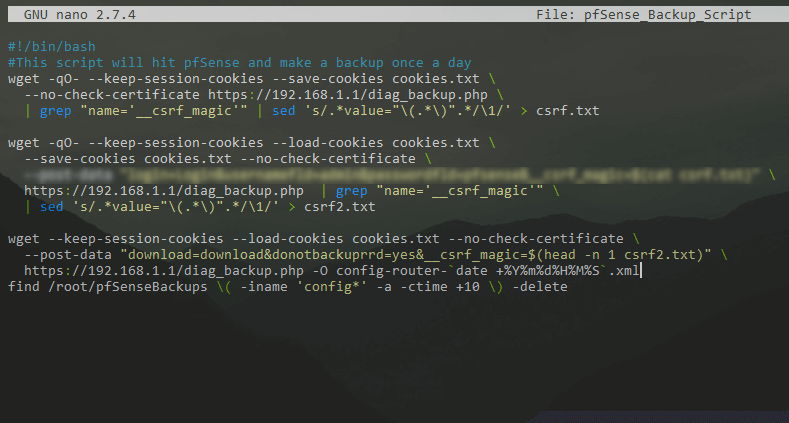 GNU nano 2.7.4 File: pfSense_Backup_Script
#!/bin/bash
#This script will hit pfSense and make a backup once a day
wget -qO- --keep-session-cookies --save-cookies cookies.txt \
--no-check-certificate https://192.168.1.1/diag_backup.php \
| grep "name='__csrf_magic'" | sed 's/.*value="\(.*\)".*/\1/' > csrf.txt
wget -qO- --keep-session-cookies --load-cookies cookies.txt \
--save-cookies cookies.txt --no-check-certificate \
\
https://192.168.1.1/diag_backup.php | grep "name='__csrf_magic'" \
| sed 's/.*value="\(.*\)".*/\1/' > csrf2.txt
wget --keep-session-cookies --load-cookies cookies.txt --no-check-certificate \
--post-data "download=download&donotbackuprrd=yes&__csrf_magic=$(head -n 1 csrf2.txt)" \
https://192.168.1.1/diag_backup.php -O config-router-`date +%Y%m%d%H%M%S`.xml
find /root/pfSenseBackups \( -iname 'config*' -a -ctime +10 \) -delete